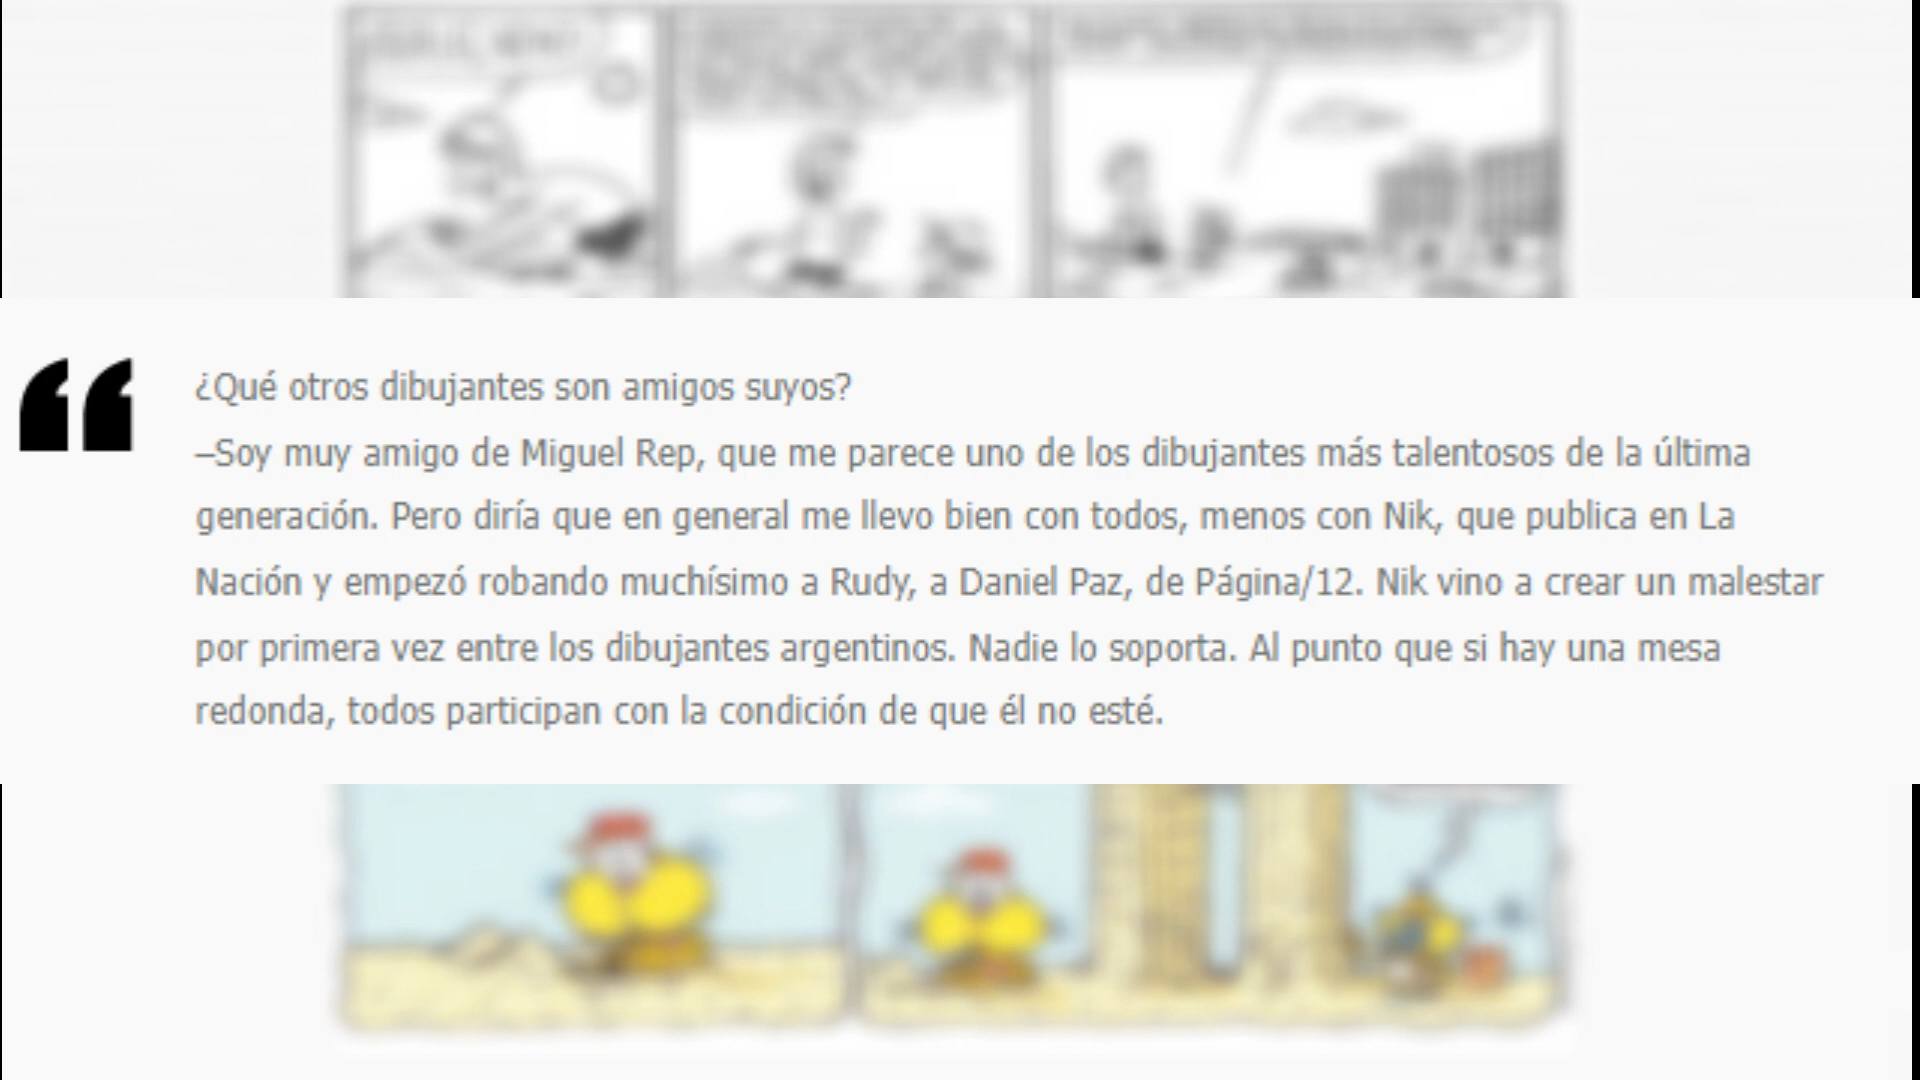 ¿Qué otros dibujantes son amigos suyos?
–Soy muy amigo de Miguel Rep, que me parece uno de los dibujantes más talentosos de la última
generación. Pero diría que en general me llevo bien con todos, menos con Nik, que publica en La
Nación y empezó robando muchísimo a Rudy, a Daniel Paz, de Página/12. Nik vino a crear un malestar
por primera vez entre los dibujantes argentinos. Nadie lo soporta. Al punto que si hay una mesa
redonda, todos participan con la condición de que él no esté.